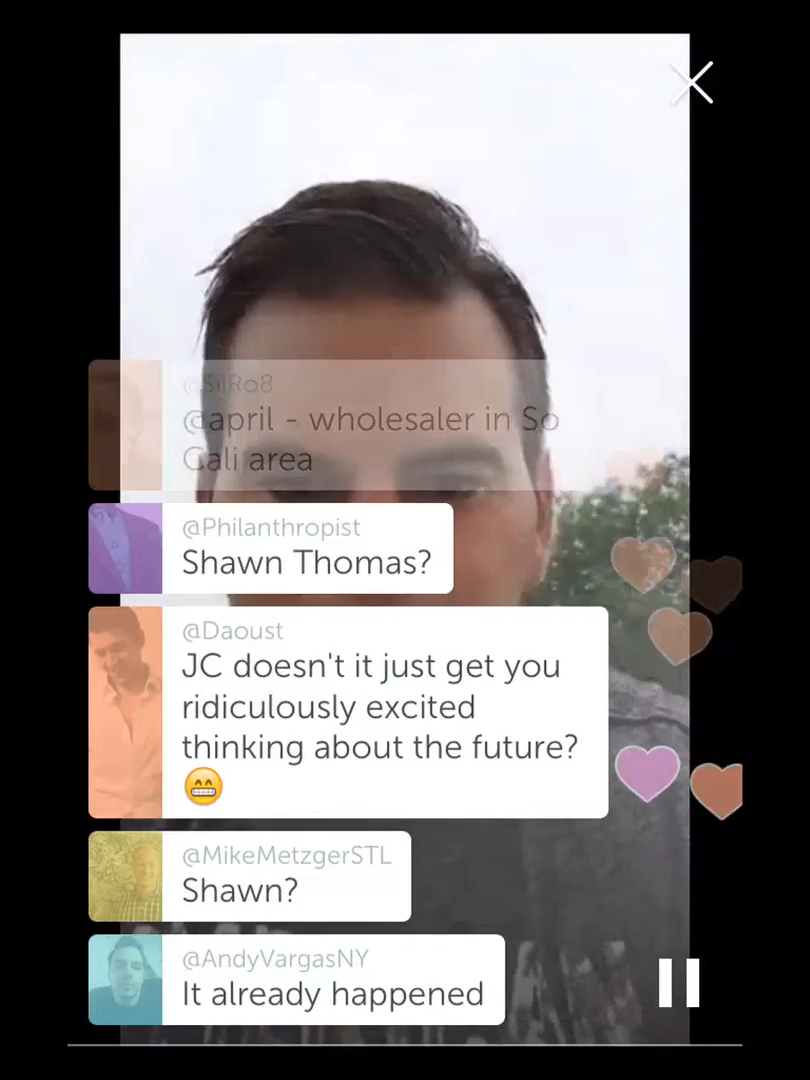 @SilRo8
@april - wholesaler in So
Cali area
@Philanthropist
Shawn Thomas?
@Daoust
JC doesn't it just get you
ridiculously excited
thinking about the future?
😁
@MikeMetzgerSTL
Shawn?
@AndyVargasNY
It already happened